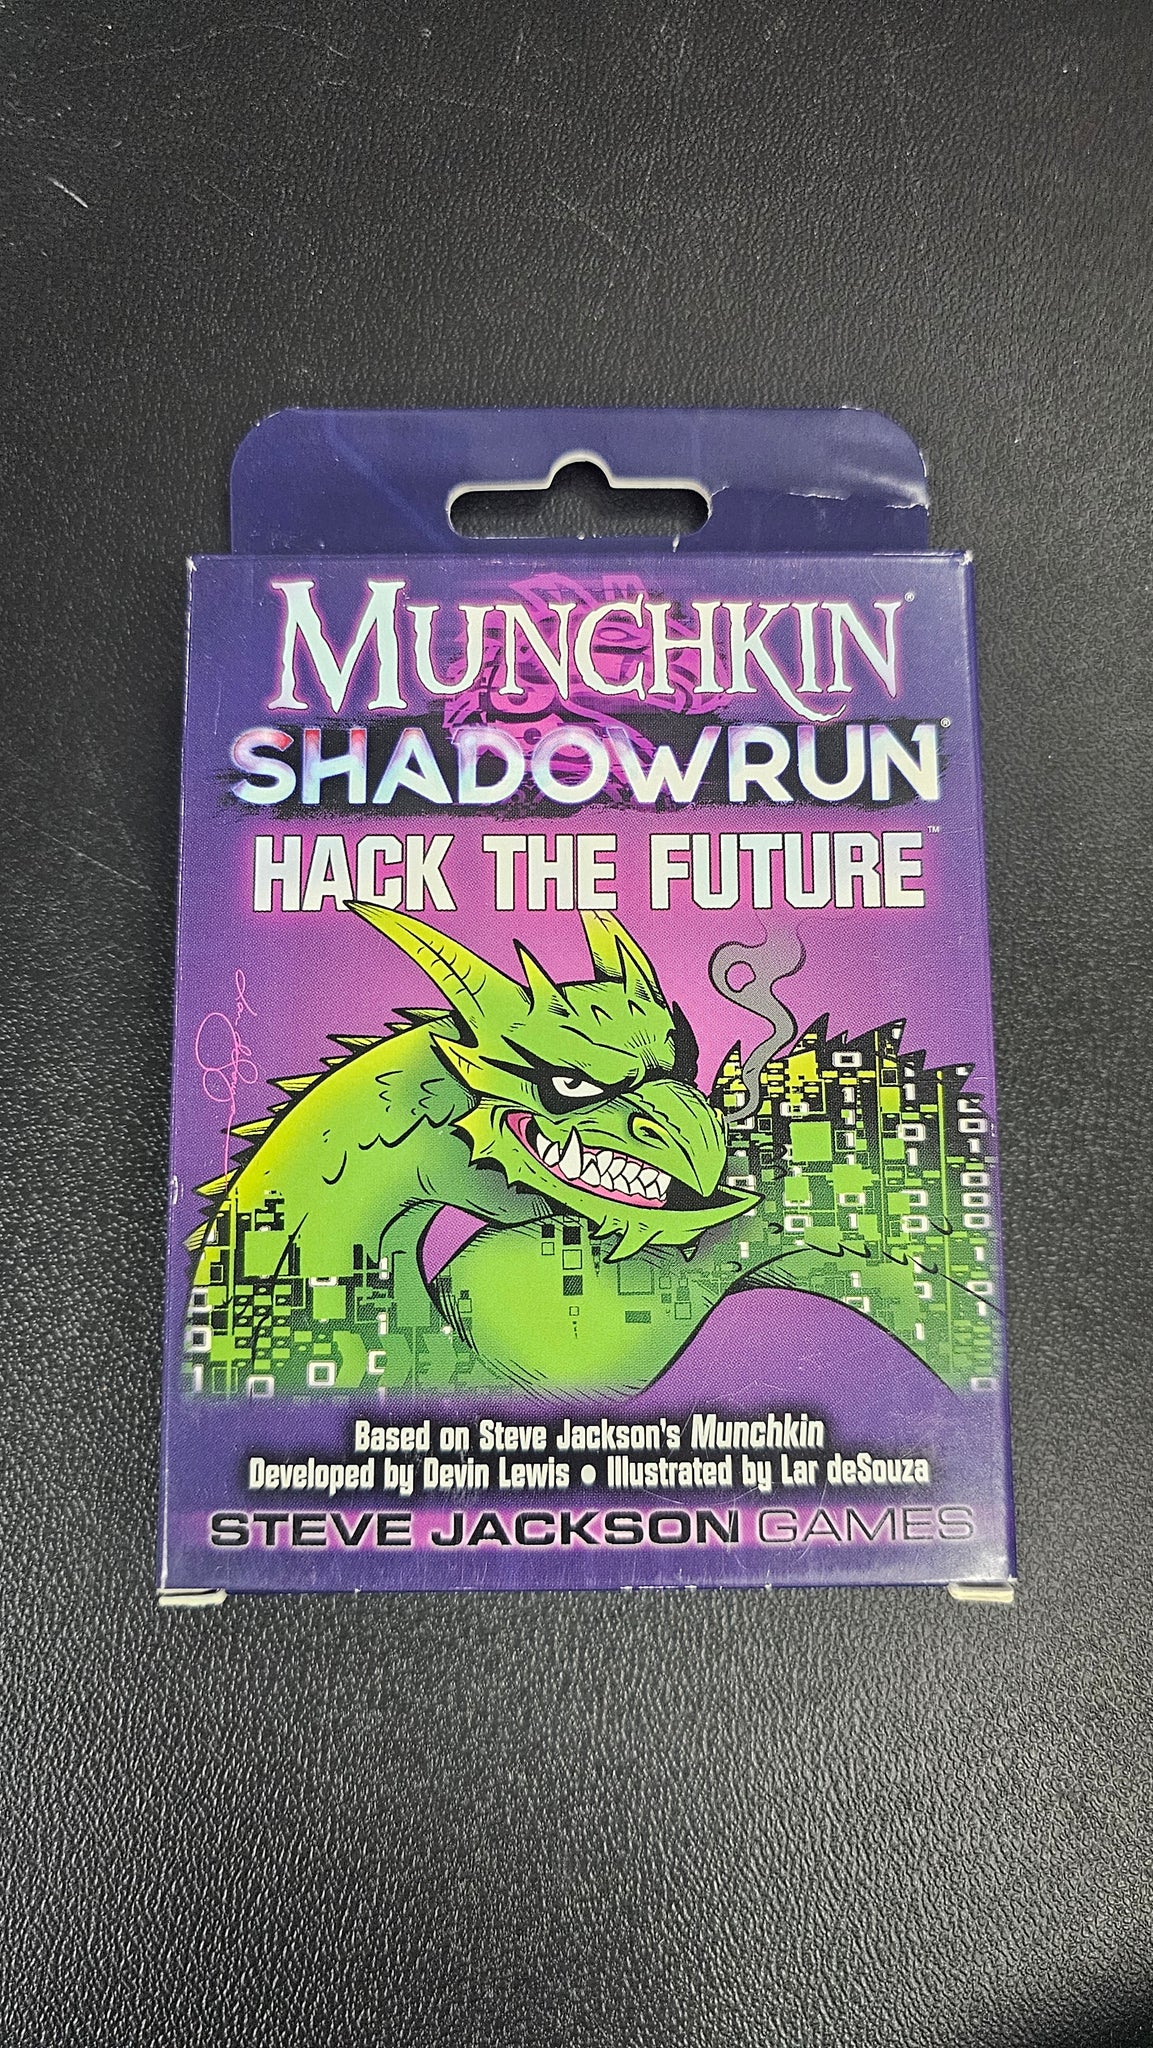 MUNCHKIN®
SHADOWRUN®
HACK THE FUTURE™
Based on Steve Jackson's Munchkin
Developed by Devin Lewis • Illustrated by Lar deSouza
STEVE JACKSON GAMES